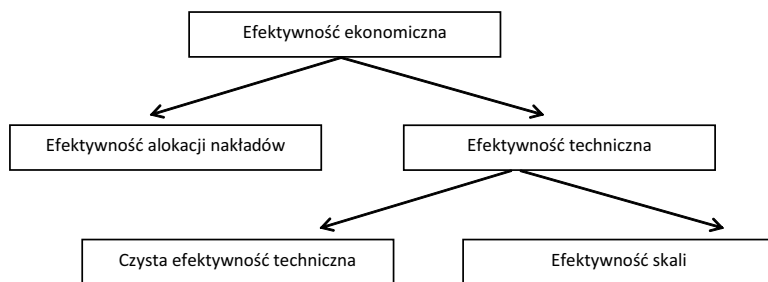 Efektywność ekonomiczna
Efektywność alokacji nakładów
Efektywność techniczna
Czysta efektywność techniczna
Efektywność skali